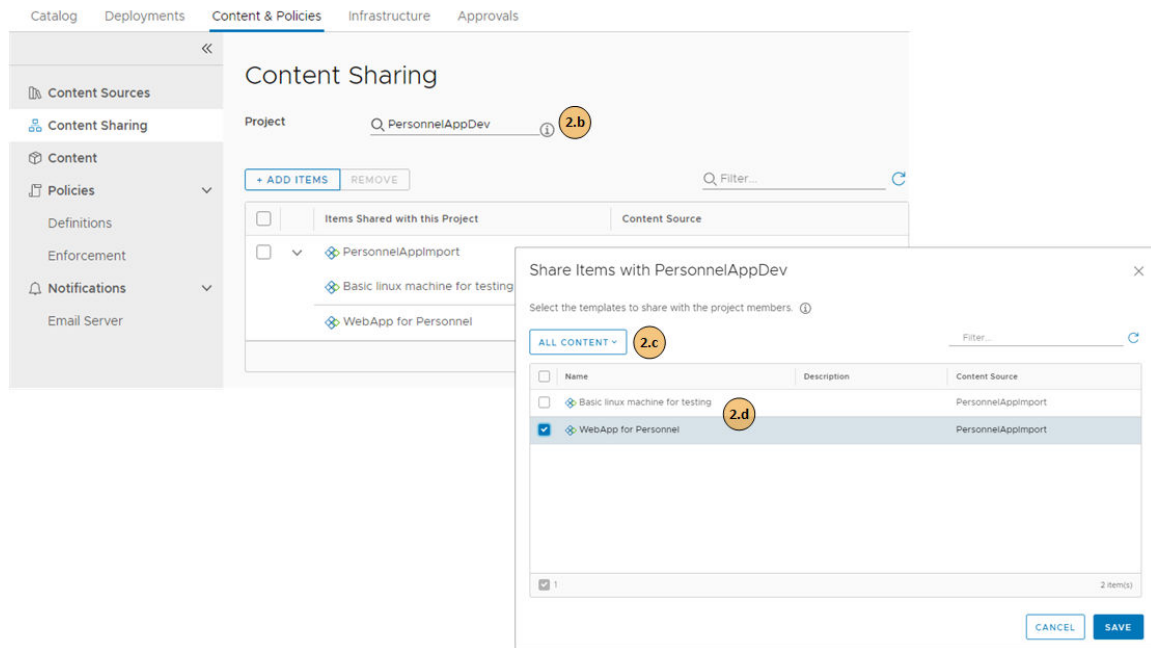 Catalog Deployments Content & Policies Infrastructure Approvals
Content Sources
Content Sharing
Content
Policies
Definitions
Enforcement
Notifications
Email Server
Content Sharing
Project PersonnelAppDev 2.b
+ ADD ITEMS REMOVE Filter...
Items Shared with this Project Content Source
PersonnelAppImport
Basic linux machine for testing
WebApp for Personnel
Share Items with PersonnelAppDev
Select the templates to share with the project members.
ALL CONTENT 2.c Filter...
Name Description Content Source
Basic linux machine for testing PersonnelAppImport
2.d
WebApp for Personnel PersonnelAppImport
1 2 item(s)
CANCEL SAVE